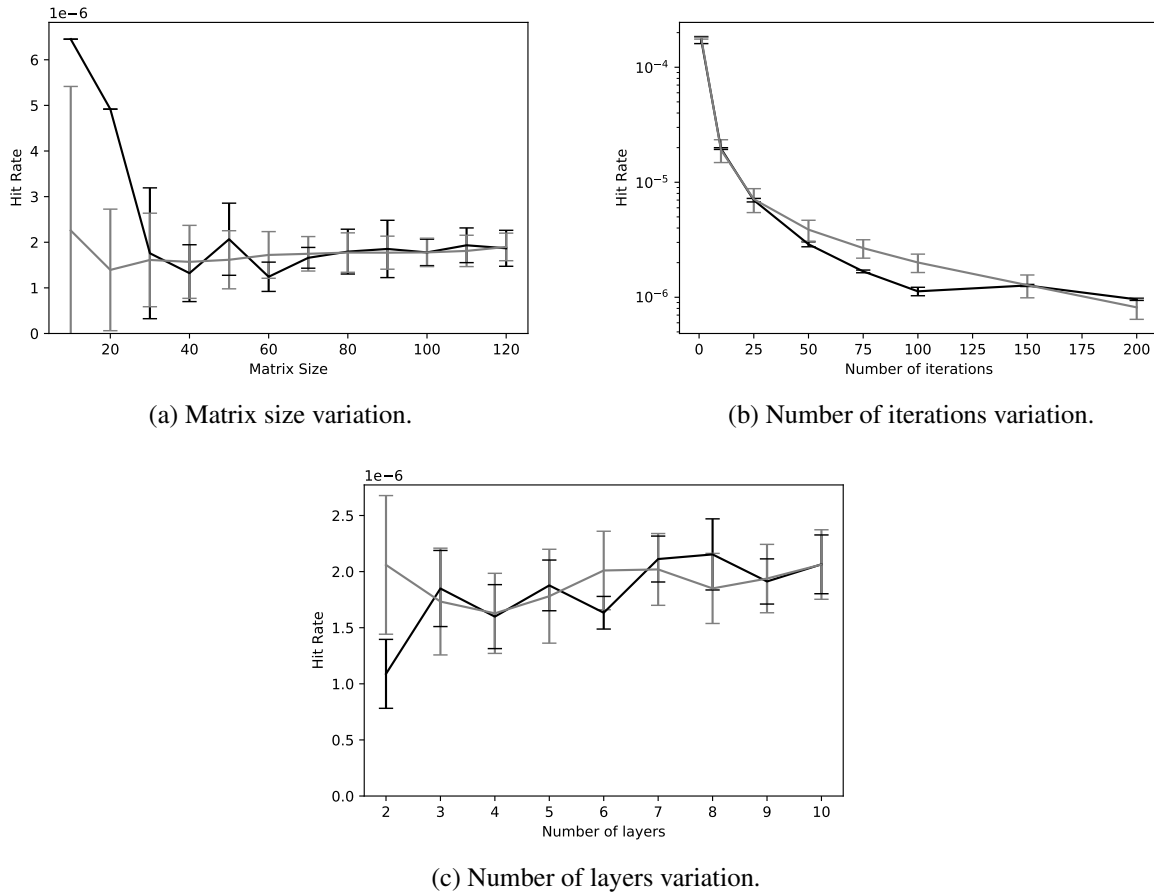 1e−6
Hit Rate
6
5
4
3
2
1
0
20 40 60 80 100 120
Matrix Size
(a) Matrix size variation.
Hit Rate
10−4
10−5
10−6
0 25 50 75 100 125 150 175 200
Number of iterations
(b) Number of iterations variation.
1e−6
Hit Rate
2.5
2.0
1.5
1.0
0.5
0.0
2 3 4 5 6 7 8 9 10
Number of layers
(c) Number of layers variation.